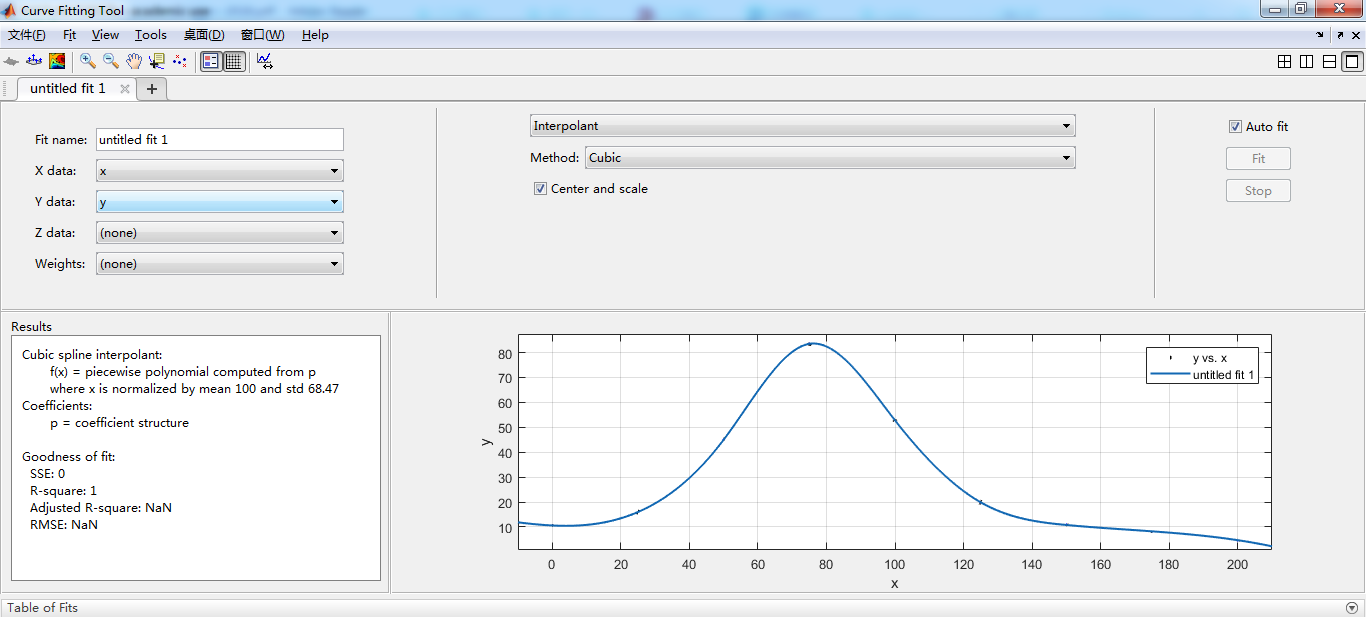 Curve Fitting Tool
文件(F) Fit View Tools 桌面(D) 窗口(W) Help
untitled fit 1
Fit name: untitled fit 1
X data: x
Y data: y
Z data: (none)
Weights: (none)
Interpolant
Method: Cubic
Center and scale
Auto fit
Fit
Stop
Results
Cubic spline interpolant:
f(x) = piecewise polynomial computed from p
where x is normalized by mean 100 and std 68.47
Coefficients:
p = coefficient structure
Goodness of fit:
SSE: 0
R-square: 1
Adjusted R-square: NaN
RMSE: NaN
80
70
60
50
40
30
20
10
y
y vs. x
untitled fit 1
0 20 40 60 80 100 120 140 160 180 200
x
Table of Fits